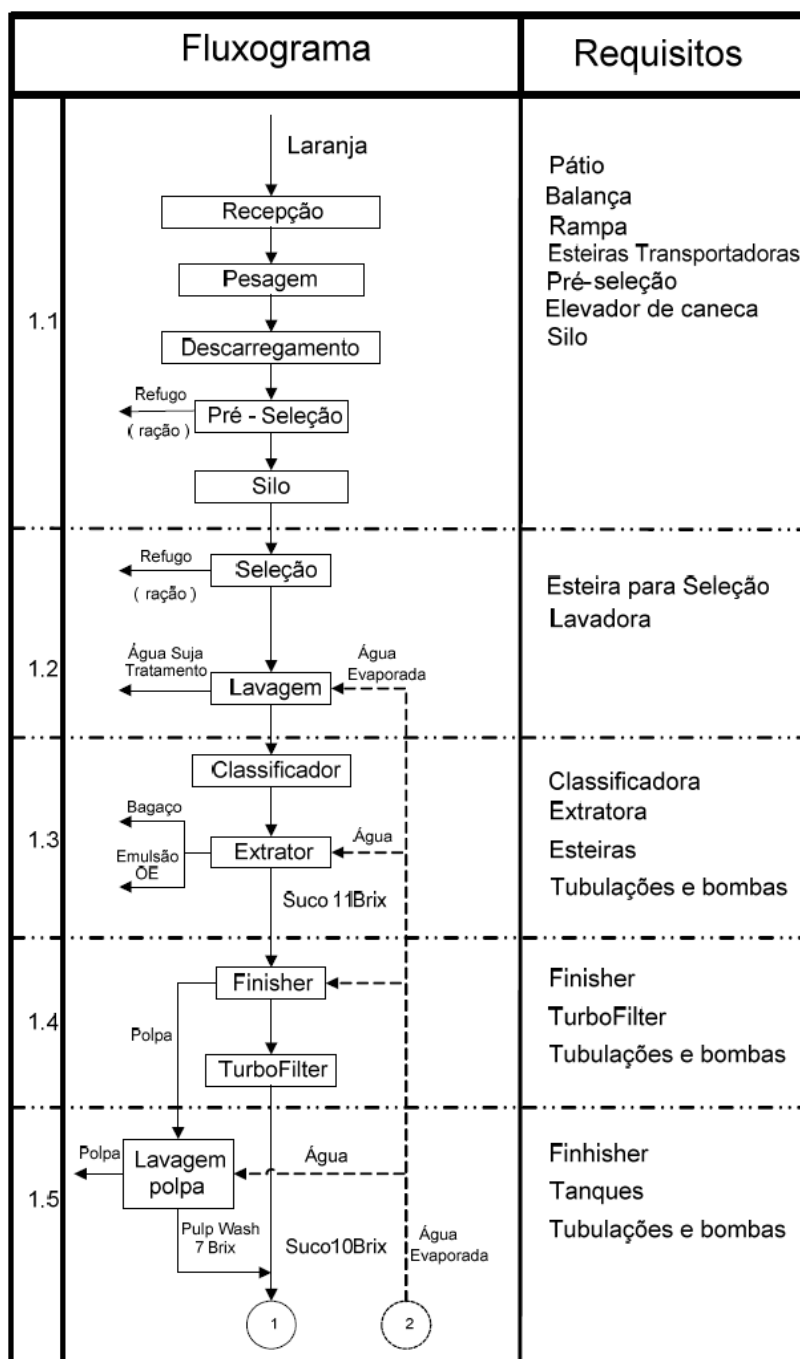 Fluxograma
Requisitos
1.1
Laranja
Recepção
Pesagem
Descarregamento
Refugo
( ração )
Pré - Seleção
Silo
Pátio
Balança
Rampa
Esteiras Transportadoras
Pré-seleção
Elevador de caneca
Silo
1.2
Refugo
( ração )
Seleção
Água Suja
Tratamento
Lavagem
Água
Evaporada
Esteira para Seleção
Lavadora
1.3
Classificador
Bagaço
Emulsão
OE
Extrator
Água
Suco 11Brix
Classificadora
Extratora
Esteiras
Tubulações e bombas
1.4
Finisher
Polpa
TurboFilter
Finisher
TurboFilter
Tubulações e bombas
1.5
Polpa
Lavagem
polpa
Água
Pulp Wash
7 Brix
Suco10Brix
Água
Evaporada
1
2
Finhisher
Tanques
Tubulações e bombas